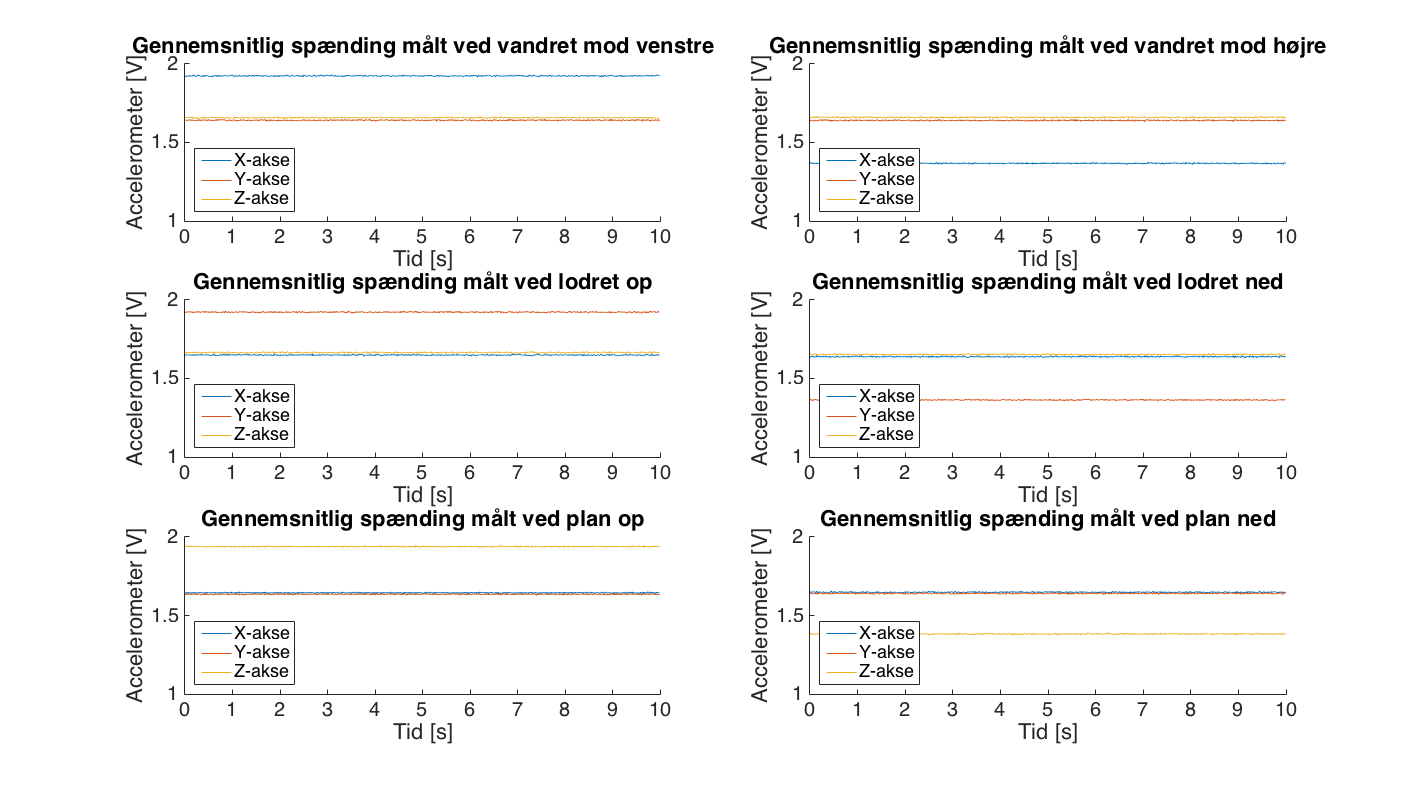 Gennemsnitlig spænding målt ved vandret mod venstre
Accelerometer [V]
2
1.5
1
X-akse
Y-akse
Z-akse
0 1 2 3 4 5 6 7 8 9 10
Tid [s]
Gennemsnitlig spænding målt ved vandret mod højre
Accelerometer [V]
2
1.5
1
X-akse
Y-akse
Z-akse
0 1 2 3 4 5 6 7 8 9 10
Tid [s]
Gennemsnitlig spænding målt ved lodret op
Accelerometer [V]
2
1.5
1
X-akse
Y-akse
Z-akse
0 1 2 3 4 5 6 7 8 9 10
Tid [s]
Gennemsnitlig spænding målt ved lodret ned
Accelerometer [V]
2
1.5
1
X-akse
Y-akse
Z-akse
0 1 2 3 4 5 6 7 8 9 10
Tid [s]
Gennemsnitlig spænding målt ved plan op
Accelerometer [V]
2
1.5
1
X-akse
Y-akse
Z-akse
0 1 2 3 4 5 6 7 8 9 10
Tid [s]
Gennemsnitlig spænding målt ved plan ned
Accelerometer [V]
2
1.5
1
X-akse
Y-akse
Z-akse
0 1 2 3 4 5 6 7 8 9 10
Tid [s]